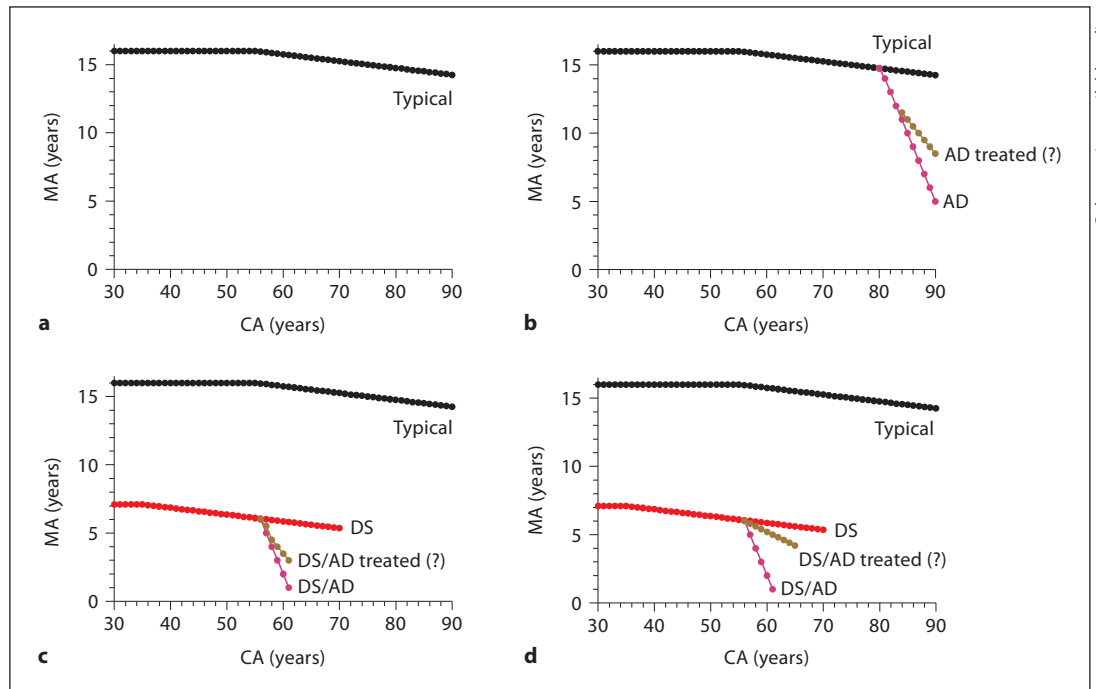 15
10
5
0
MA (years)
Typical
30 40 50 60 70 80 90
CA (years)
a
15
10
5
0
MA (years)
Typical
AD treated (?)
AD
30 40 50 60 70 80 90
CA (years)
b
15
10
5
0
MA (years)
Typical
DS
DS/AD treated (?)
DS/AD
30 40 50 60 70 80 90
CA (years)
c
15
10
5
0
MA (years)
Typical
DS
DS/AD treated (?)
DS/AD
30 40 50 60 70 80 90
CA (years)
d